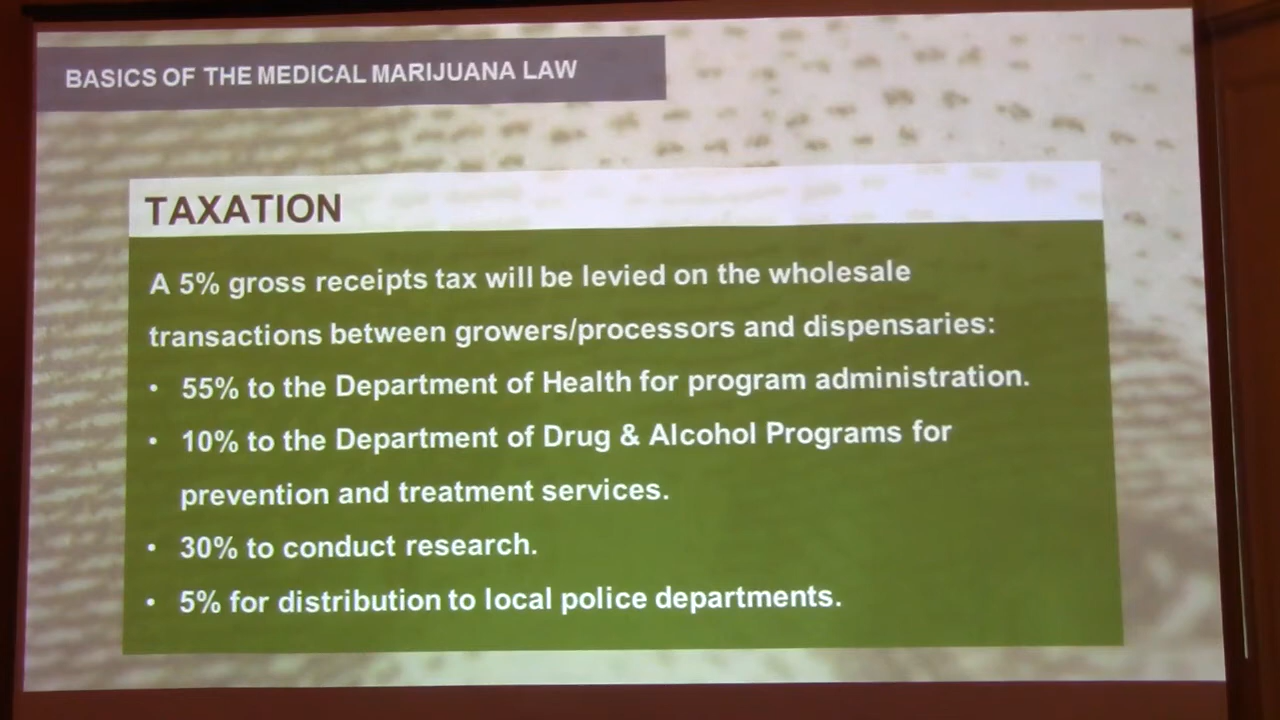 BASICS OF THE MEDICAL MARIJUANA LAW
TAXATION
A 5% gross receipts tax will be levied on the wholesale
transactions between growers/processors and dispensaries:
• 55% to the Department of Health for program administration.
• 10% to the Department of Drug & Alcohol Programs for
prevention and treatment services.
• 30% to conduct research.
• 5% for distribution to local police departments.